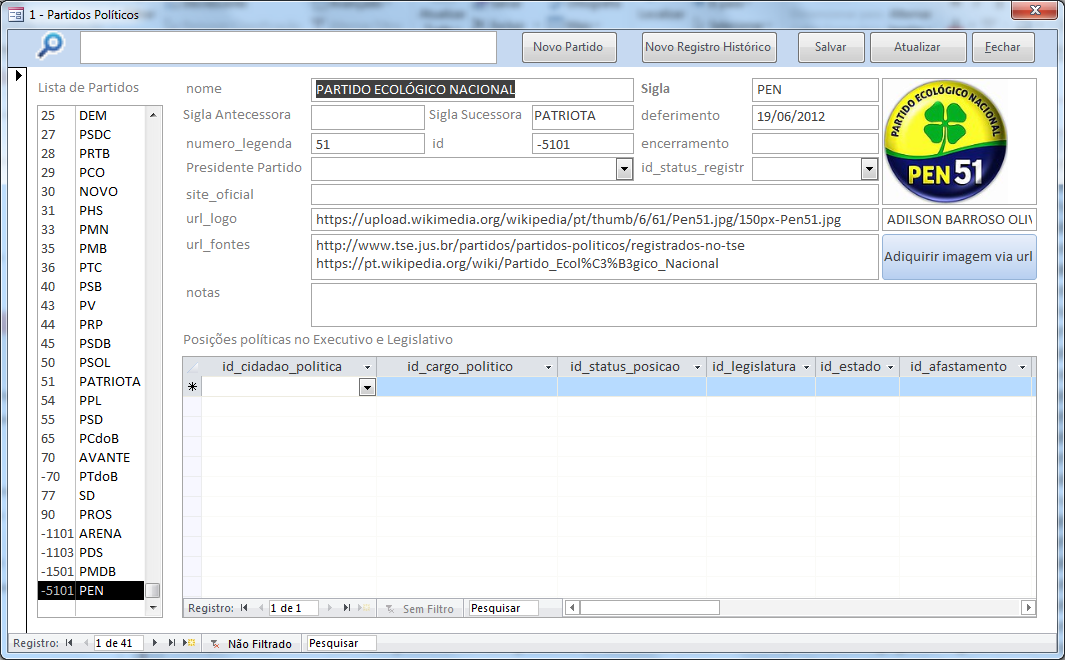 1 - Partidos Políticos
Novo Partido
Novo Registro Histórico
Salvar
Atualizar
Fechar
Lista de Partidos
25 DEM
27 PSDC
28 PRTB
29 PCO
30 NOVO
31 PHS
33 PMN
35 PMB
36 PTC
40 PSB
43 PV
44 PRP
45 PSDB
50 PSOL
51 PATRIOTA
54 PPL
55 PSD
65 PCdoB
70 AVANTE
-70 PTdoB
77 SD
90 PROS
-1101 ARENA
-1103 PDS
-1501 PMDB
-5101 PEN
nome PARTIDO ECOLÓGICO NACIONAL Sigla PEN
Sigla Antecessora Sigla Sucessora PATRIOTA deferimento 19/06/2012
numero_legenda 51 id -5101 encerramento
Presidente Partido id_status_registr
site_oficial
url_logo https://upload.wikimedia.org/wikipedia/pt/thumb/6/61/Pen51.jpg/150px-Pen51.jpg
url_fontes http://www.tse.jus.br/partidos/partidos-politicos/registrados-no-tse
https://pt.wikipedia.org/wiki/Partido_Ecol%C3%B3gico_Nacional
notas
PARTIDO ECOLÓGICO NACIONAL
PEN 51
ADILSON BARROSO OLIV
Adiquirir imagem via url
Posições políticas no Executivo e Legislativo
id_cidadao_politica id_cargo_politico id_status_posicao id_legislatura id_estado id_afastamento
Registro: 1 de 1 Sem Filtro Pesquisar
Registro: 1 de 41 Não Filtrado Pesquisar